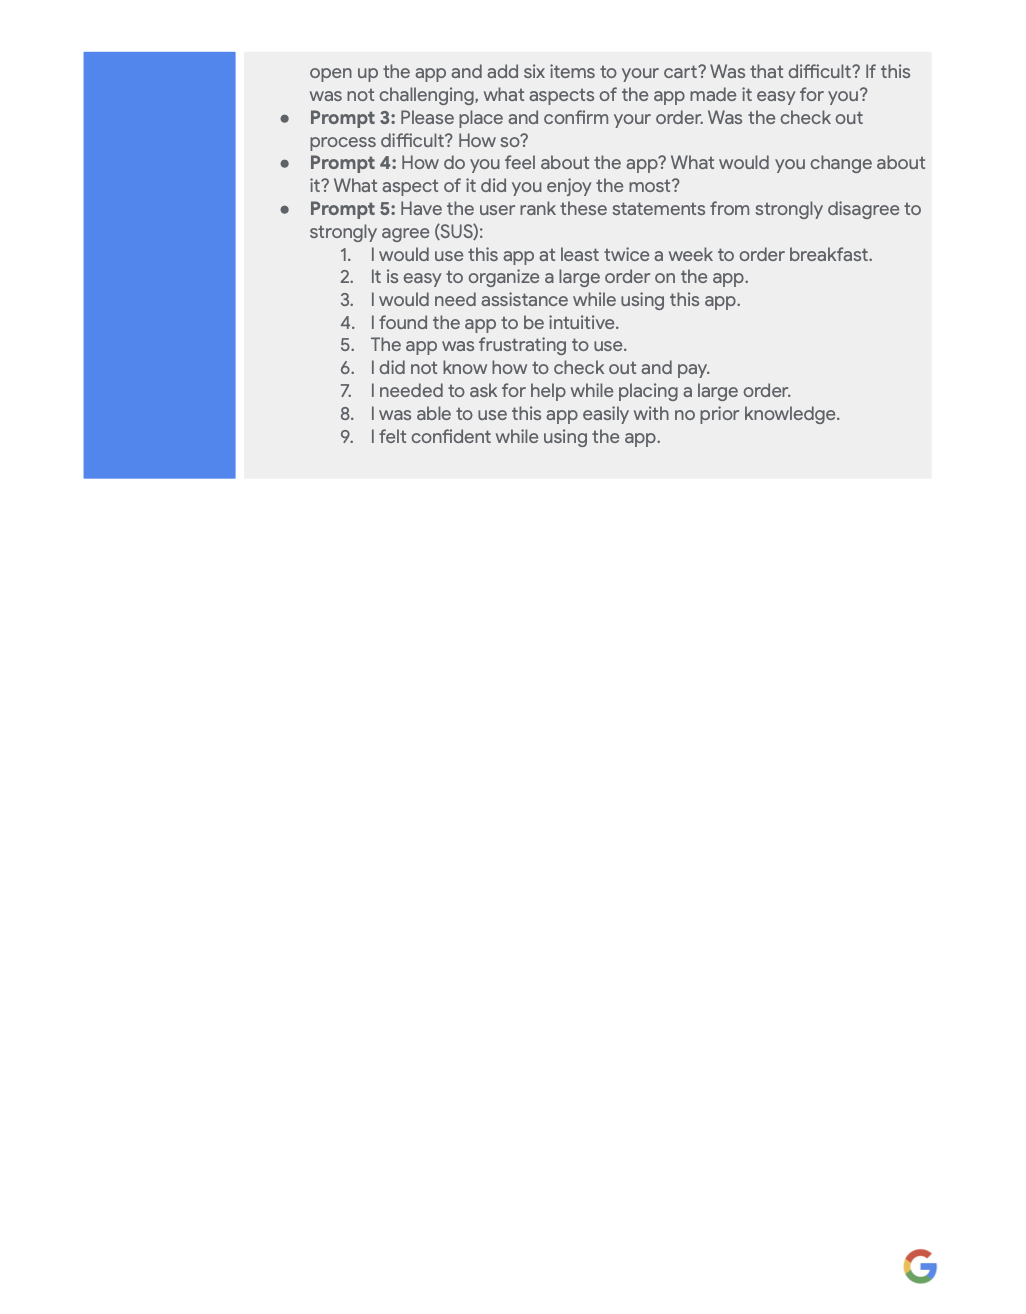 open up the app and add six items to your cart? Was that difficult? If this
was not challenging, what aspects of the app made it easy for you?
● Prompt 3: Please place and confirm your order. Was the check out
process difficult? How so?
● Prompt 4: How do you feel about the app? What would you change about
it? What aspect of it did you enjoy the most?
● Prompt 5: Have the user rank these statements from strongly disagree to
strongly agree (SUS):
1. I would use this app at least twice a week to order breakfast.
2. It is easy to organize a large order on the app.
3. I would need assistance while using this app.
4. I found the app to be intuitive.
5. The app was frustrating to use.
6. I did not know how to check out and pay.
7. I needed to ask for help while placing a large order.
8. I was able to use this app easily with no prior knowledge.
9. I felt confident while using the app.